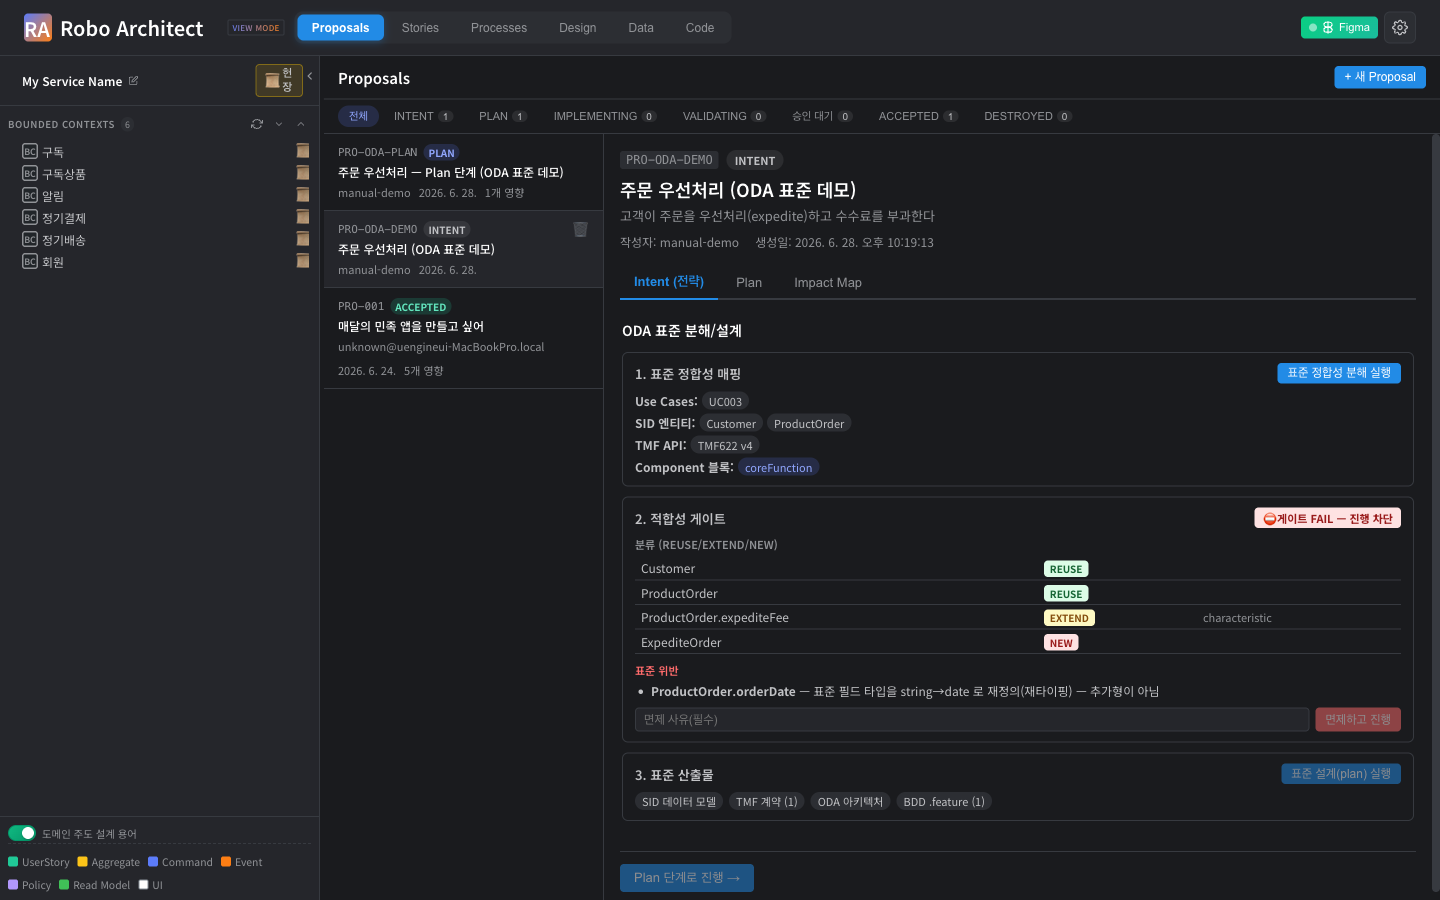 RA Robo Architect
VIEW MODE
Proposals Stories Processes Design Data Code
Figma
My Service Name
헌장
BOUNDED CONTEXTS 6
BC 구독
BC 구독상품
BC 알림
BC 정기결제
BC 정기배송
BC 회원
도메인 주도 설계 용어
UserStory Aggregate Command Event
Policy Read Model UI
Proposals
+ 새 Proposal
전체 INTENT 1 PLAN 1 IMPLEMENTING 0 VALIDATING 0 승인 대기 0 ACCEPTED 1 DESTROYED 0
PRO-ODA-PLAN PLAN
주문 우선처리 — Plan 단계 (ODA 표준 데모)
manual-demo 2026. 6. 28. 1개 영향
PRO-ODA-DEMO INTENT
주문 우선처리 (ODA 표준 데모)
manual-demo 2026. 6. 28.
PRO-001 ACCEPTED
매달의 민족 앱을 만들고 싶어
unknown@uengineui-MacBookPro.local
2026. 6. 24. 5개 영향
PRO-ODA-DEMO INTENT
주문 우선처리 (ODA 표준 데모)
고객이 주문을 우선처리(expedite)하고 수수료를 부과한다
작성자: manual-demo 생성일: 2026. 6. 28. 오후 10:19:13
Intent (전략) Plan Impact Map
ODA 표준 분해/설계
1. 표준 정합성 매핑
표준 정합성 분해 실행
Use Cases: UC003
SID 엔티티: Customer ProductOrder
TMF API: TMF622 v4
Component 블록: coreFunction
2. 적합성 게이트
게이트 FAIL — 진행 차단
분류 (REUSE/EXTEND/NEW)
Customer REUSE
ProductOrder REUSE
ProductOrder.expediteFee EXTEND characteristic
ExpediteOrder NEW
표준 위반
• ProductOrder.orderDate — 표준 필드 타입을 string→date 로 재정의(재타이핑) — 추가형이 아님
면제 사유(필수)
면제하고 진행
3. 표준 산출물
표준 설계(plan) 실행
SID 데이터 모델 TMF 계약 (1) ODA 아키텍처 BDD .feature (1)
Plan 단계로 진행 →